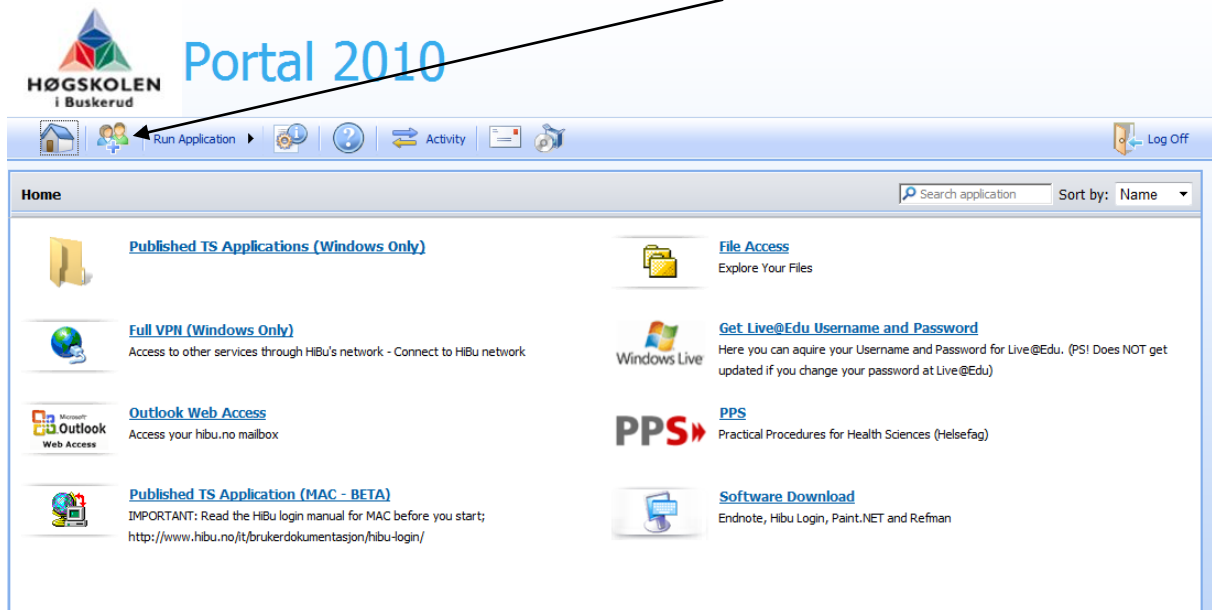 HØGSKOLEN
i Buskerud
Portal 2010
Run Application
Activity
Log Off
Home
Search application
Sort by: Name
Published TS Applications (Windows Only)
File Access
Explore Your Files
Full VPN (Windows Only)
Access to other services through HiBu's network - Connect to HiBu network
Windows Live
Get Live@Edu Username and Password
Here you can aquire your Username and Password for Live@Edu. (PS! Does NOT get
updated if you change your password at Live@Edu)
Microsoft
Outlook
Web Access
Outlook Web Access
Access your hibu.no mailbox
PPS
PPS
Practical Procedures for Health Sciences (Helsefag)
Published TS Application (MAC - BETA)
IMPORTANT: Read the HiBu login manual for MAC before you start;
http://www.hibu.no/it/brukerdokumentasjon/hibu-login/
Software Download
Endnote, Hibu Login, Paint.NET and Refman